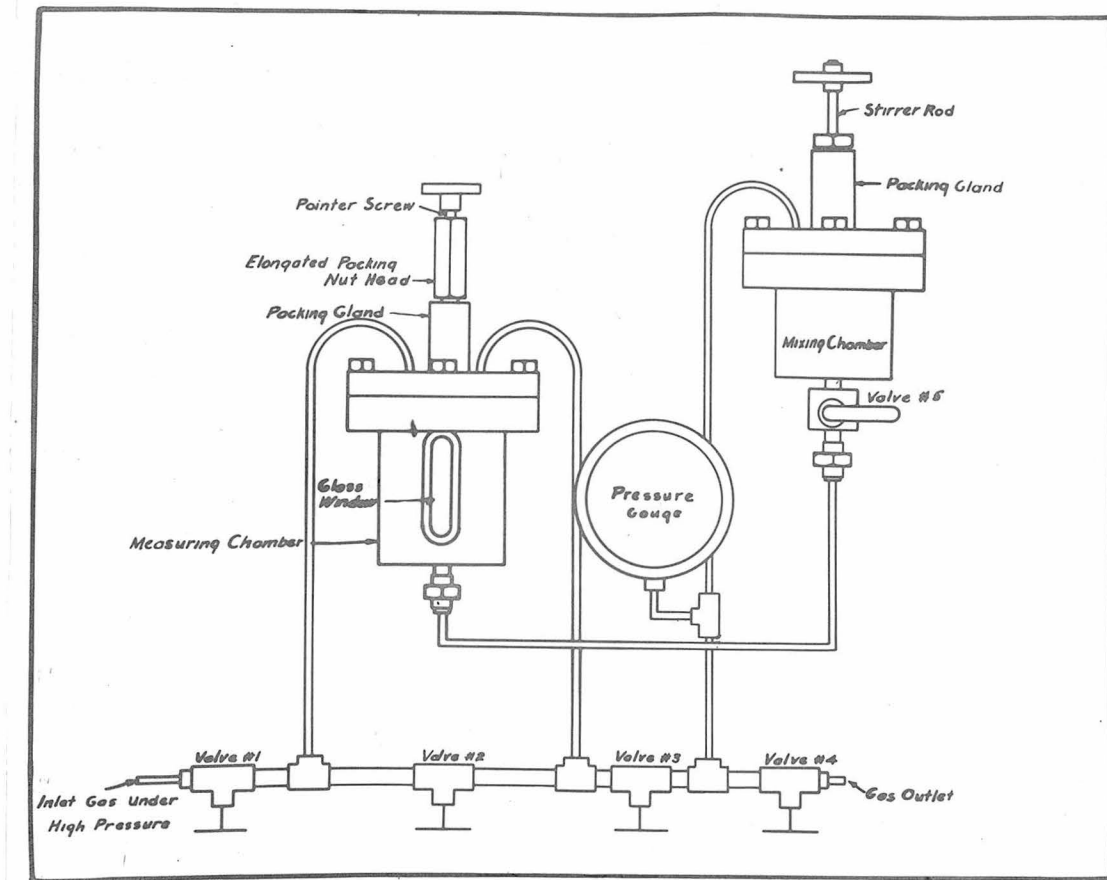 Stirrer Rod
Packing Gland
Pointer Screw
Elongated Packing
Nut Head
Packing Gland
Mixing Chamber
Valve #5
Glass
Window
Pressure
Gauge
Measuring Chamber
Valve #1
Valve #2
Valve #3
Valve #4
Inlet Gas Under
High Pressure
Gas Outlet